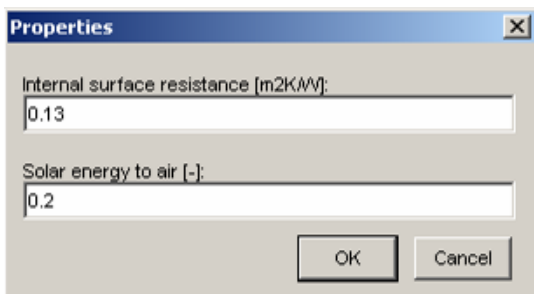 Properties
Internal surface resistance [m2K/W]:
0.13
Solar energy to air [-]:
0.2
OK Cancel